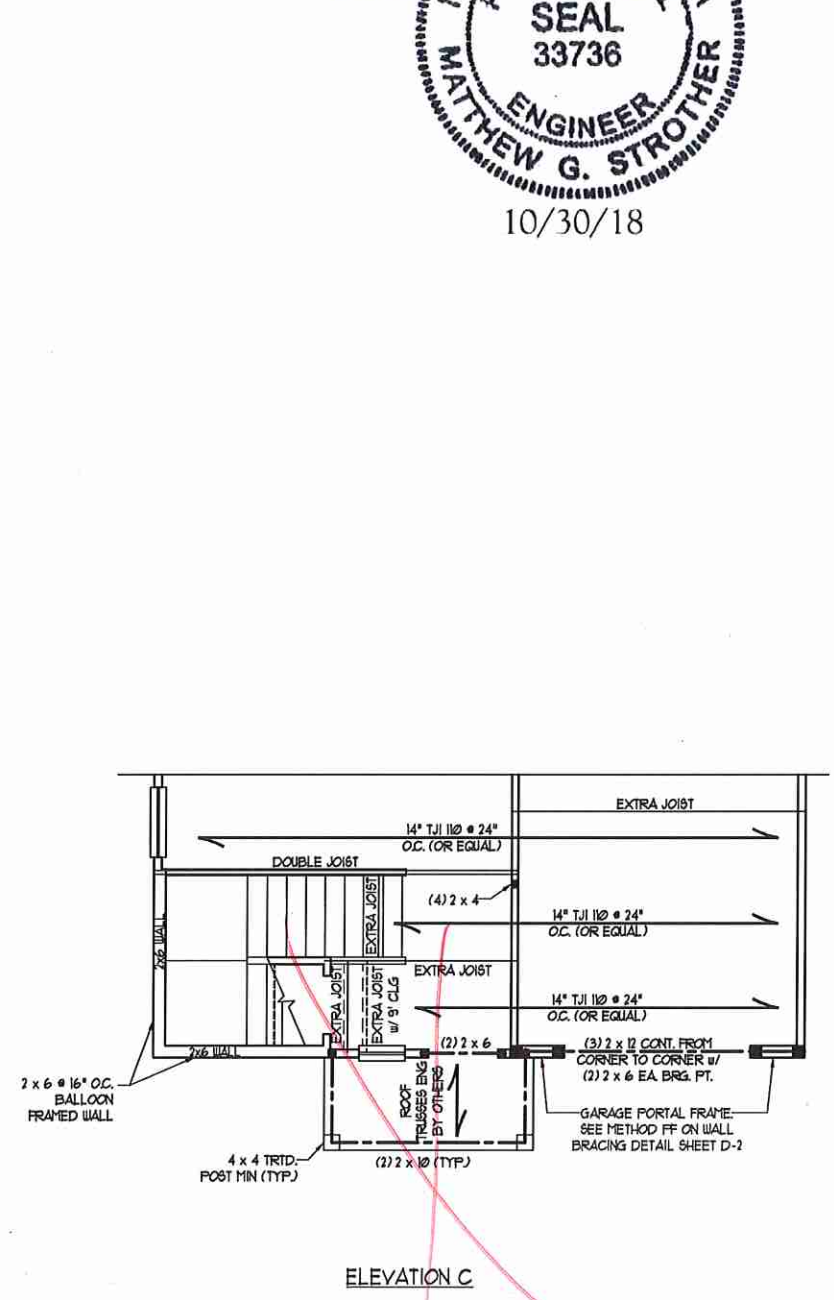 SEAL
33736
ENGINEER
MATTHEW G. STROTHER
10/30/18
EXTRA JOIST
14" TJI 110 @ 24"
O.C. (OR EQUAL)
DOUBLE JOIST
(4) 2 x 4
EXTRA JOIST
14" TJI 110 @ 24"
O.C. (OR EQUAL)
2x6 WALL
EXTRA JOIST
EXTRA JOIST
EXTRA JOIST
w/ 9' CLG
14" TJI 110 @ 24"
O.C. (OR EQUAL)
2x6 WALL
(2) 2 x 6
(3) 2 x 12 CONT. FROM
CORNER TO CORNER w/
(2) 2 x 6 EA. BRG. PT.
2 x 6 @ 16" O.C.
BALLOON
FRAMED WALL
ROOF
TRUSSES ENG
BY OTHERS
GARAGE PORTAL FRAME.
SEE METHOD PF ON WALL
BRACING DETAIL SHEET D-2
4 x 4 TRTD.
POST MIN (TYP.)
(2) 2 x 10 (TYP.)
ELEVATION C